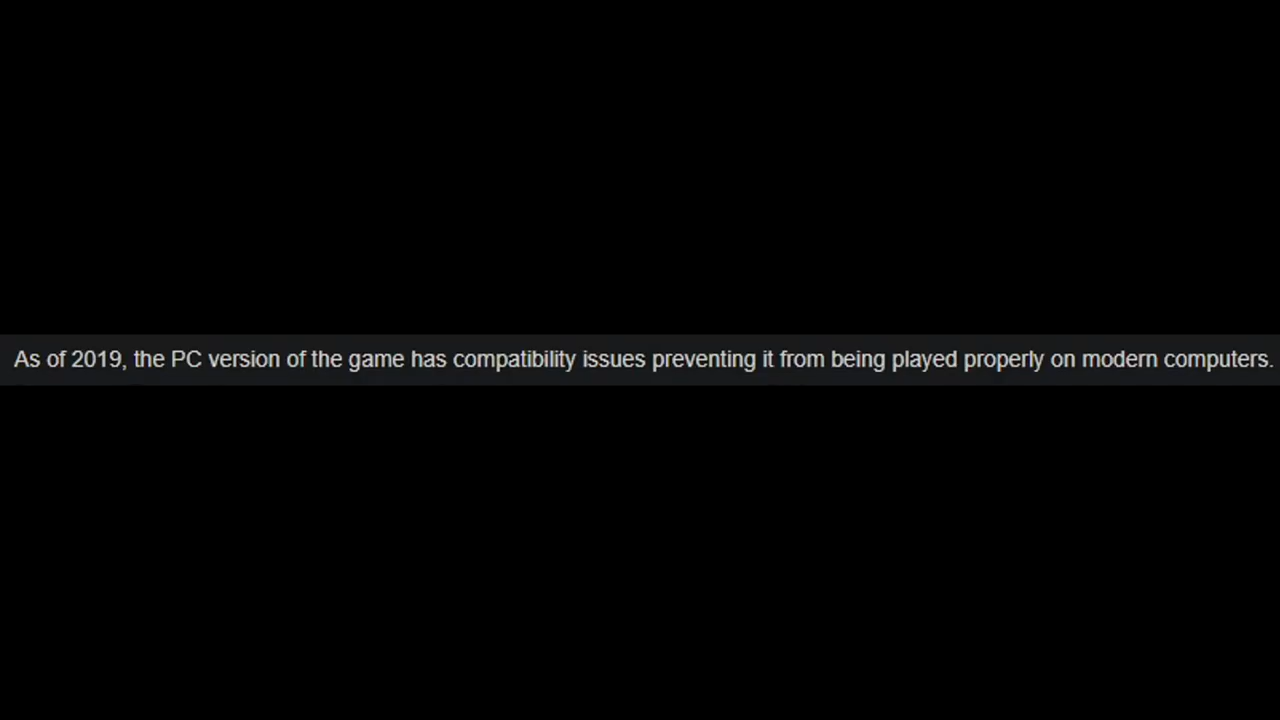 As of 2019, the PC version of the game has compatibility issues preventing it from being played properly on modern computers.